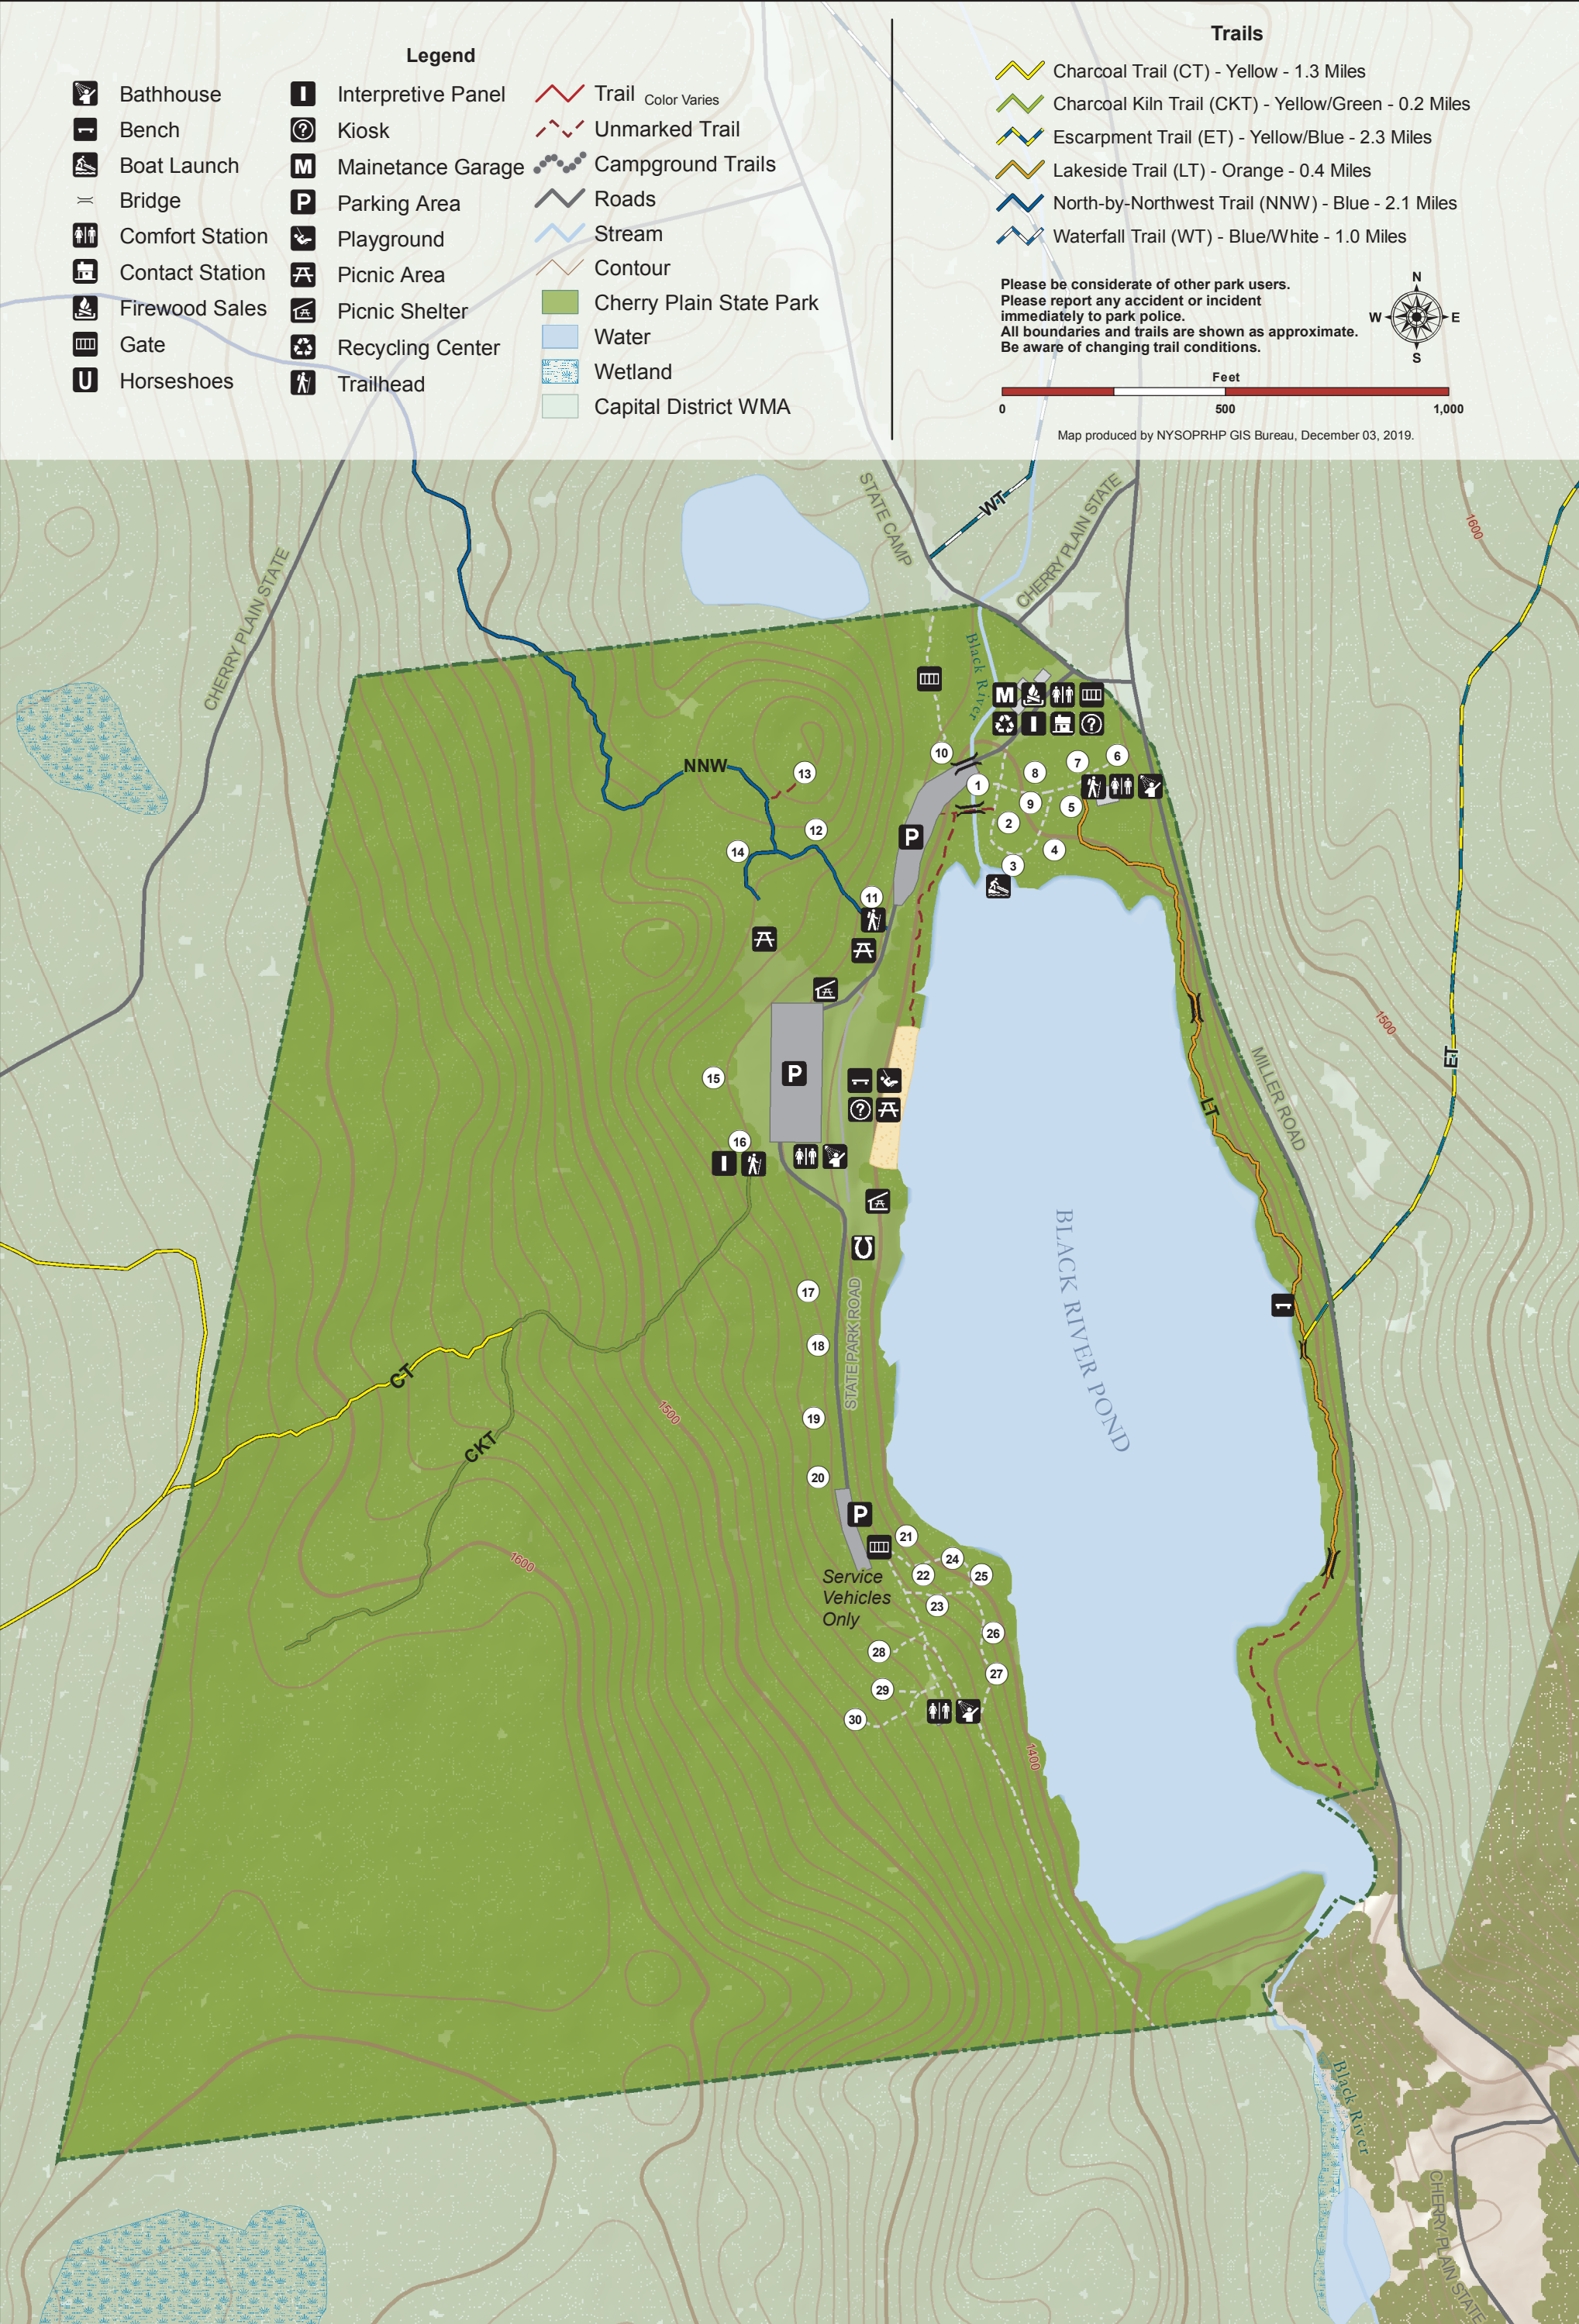 Legend
Bathhouse
Bench
Boat Launch
Bridge
Comfort Station
Contact Station
Firewood Sales
Gate
Horseshoes
I Interpretive Panel
? Kiosk
M Mainetance Garage
P Parking Area
Playground
Picnic Area
Picnic Shelter
Recycling Center
Trailhead
Trail Color Varies
Unmarked Trail
Campground Trails
Roads
Stream
Contour
Cherry Plain State Park
Water
Wetland
Capital District WMA
Trails
Charcoal Trail (CT) - Yellow - 1.3 Miles
Charcoal Kiln Trail (CKT) - Yellow/Green - 0.2 Miles
Escarpment Trail (ET) - Yellow/Blue - 2.3 Miles
Lakeside Trail (LT) - Orange - 0.4 Miles
North-by-Northwest Trail (NNW) - Blue - 2.1 Miles
Waterfall Trail (WT) - Blue/White - 1.0 Miles
Please be considerate of other park users.
Please report any accident or incident
immediately to park police.
All boundaries and trails are shown as approximate.
Be aware of changing trail conditions.
N
W E
S
Feet
0 500 1,000
Map produced by NYSOPRHP GIS Bureau, December 03, 2019.
STATE CAMP
WT
CHERRY PLAIN STATE
1600
CHERRY PLAIN STATE
Black River
M
I ?
10
6
7
8
1
9
5
2
4
3
NNW
13
12
14
P
11
1500
ET
MILLER ROAD
LT
15
P
?
16
I
BLACK RIVER POND
17
18
STATE PARK ROAD
19
20
CT
CKT
1500
1600
P
21
24
22
25
23
Service
Vehicles
Only
26
28
27
29
30
1400
Black River
CHERRY PLAIN STATE